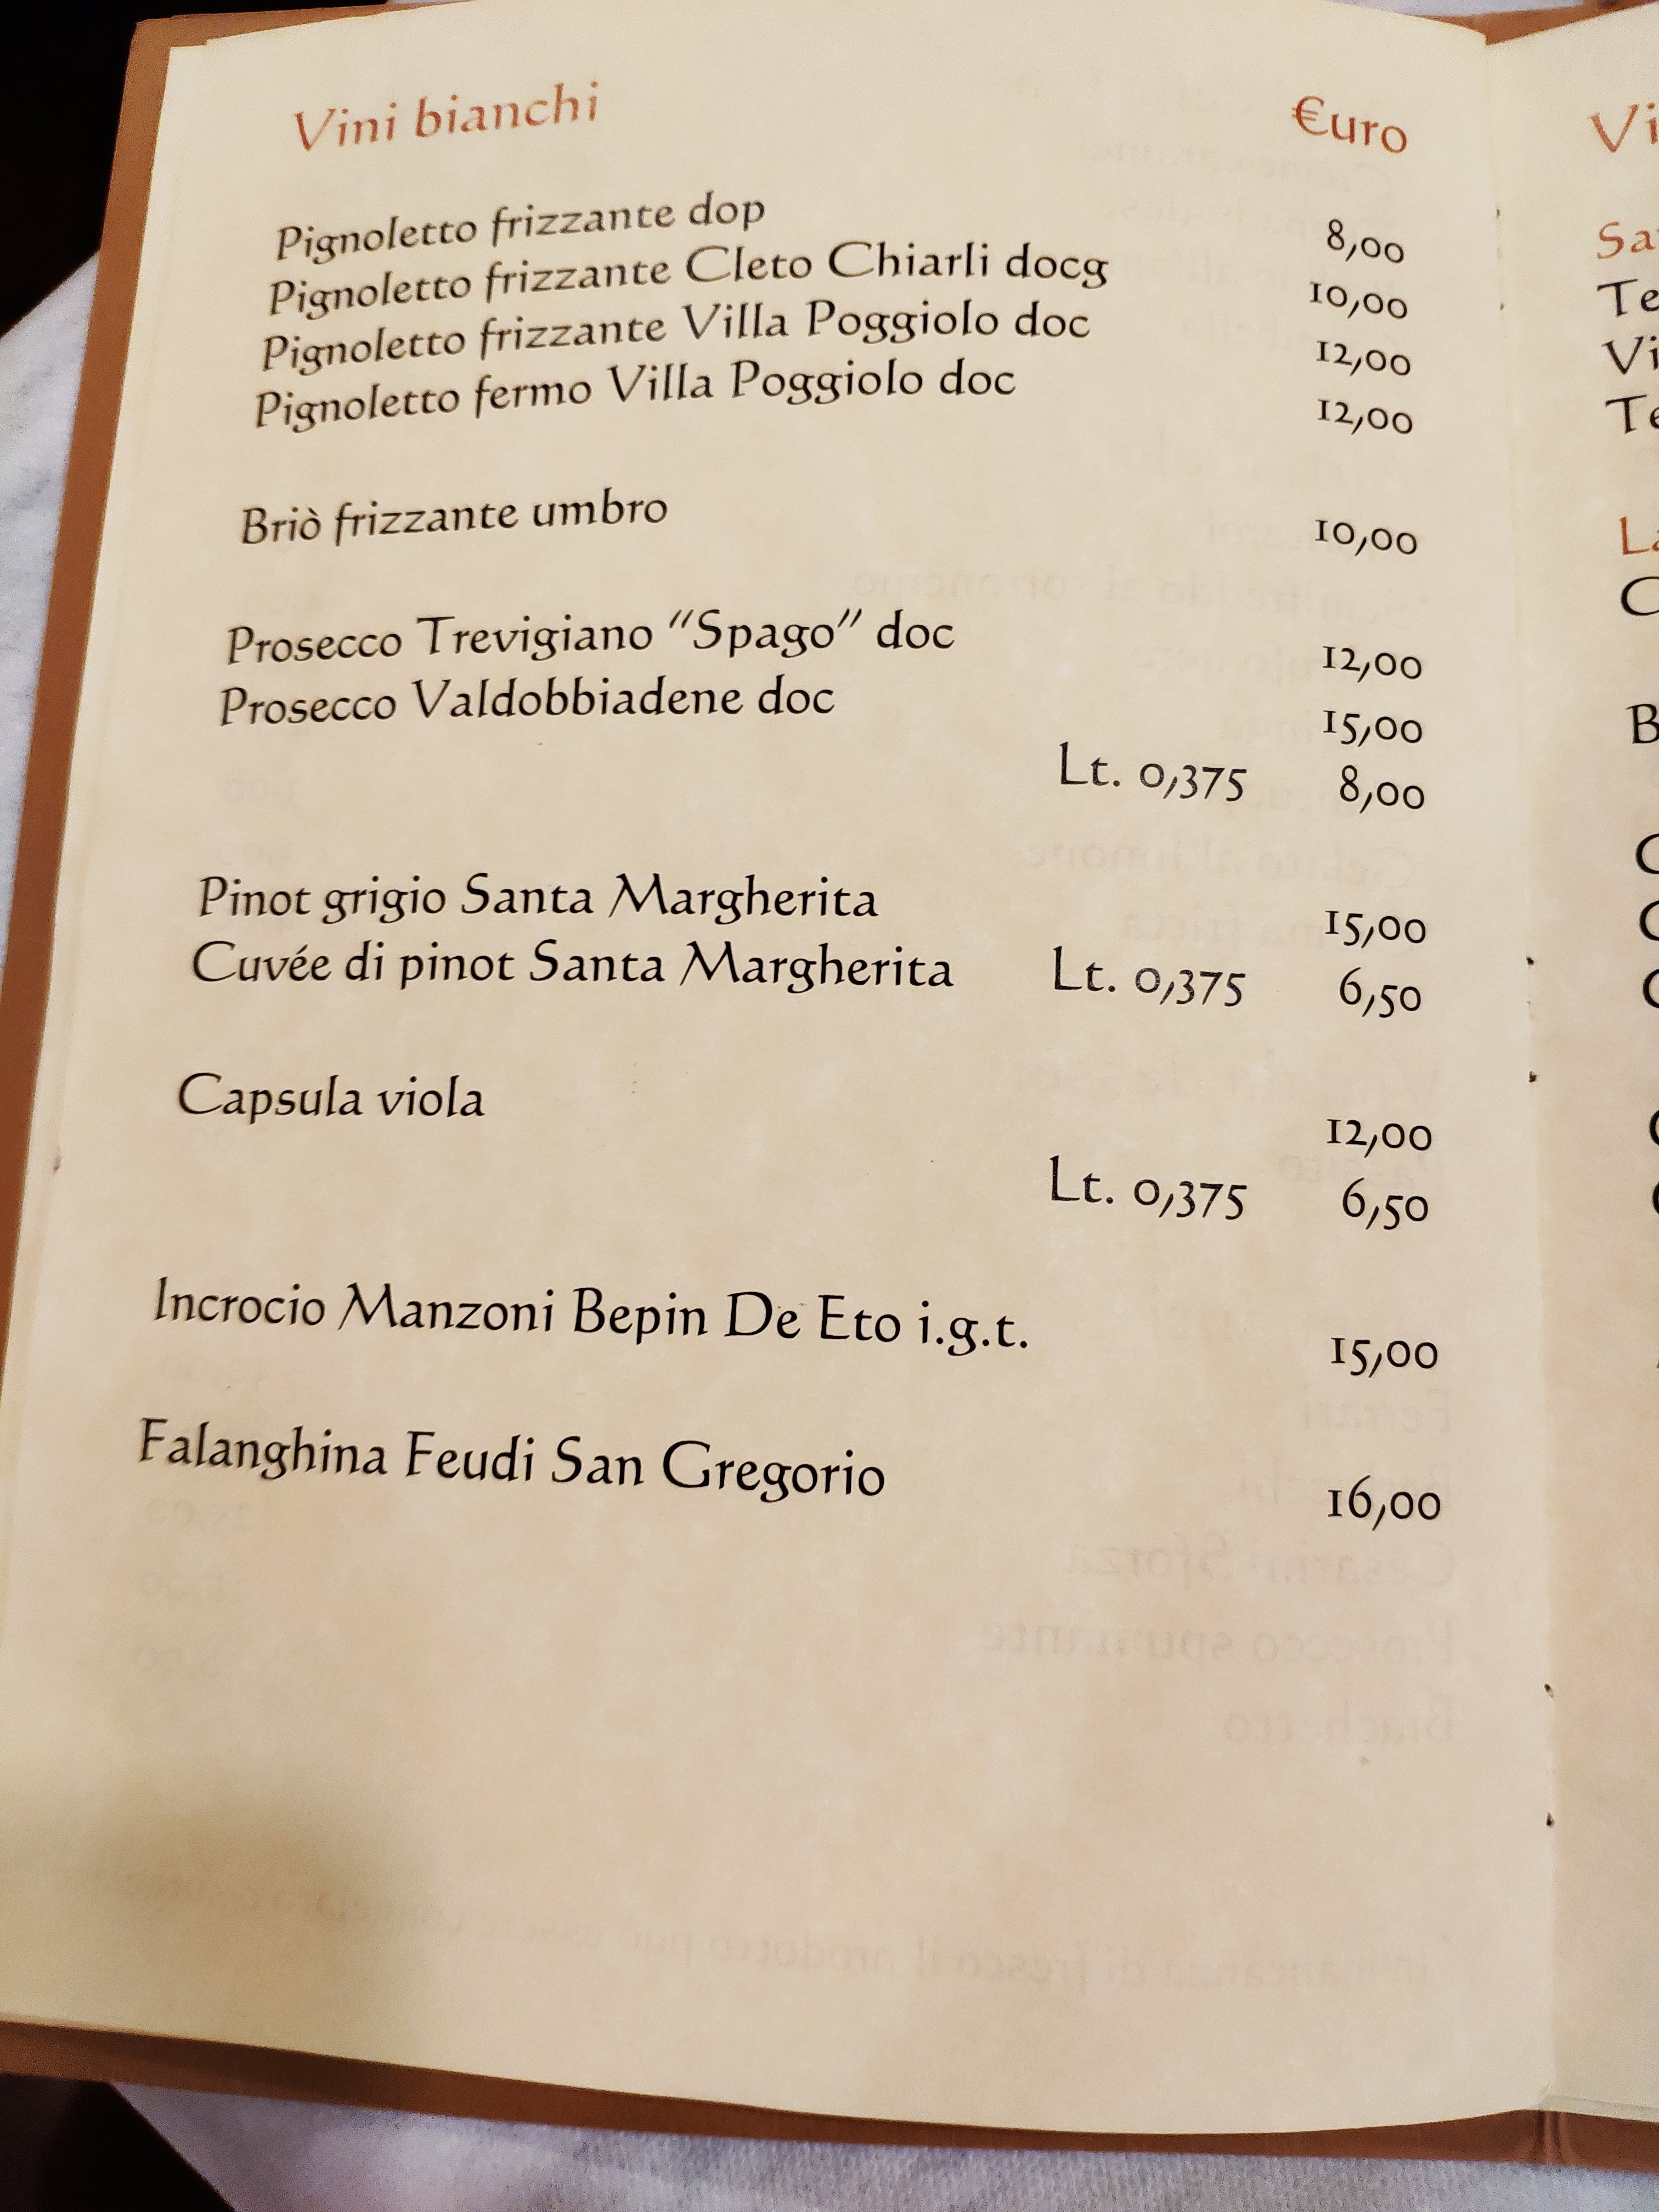 Vini bianchi €uro
Pignoletto frizzante dop 8,00
Pignoletto frizzante Cleto Chiarli docg 10,00
Pignoletto frizzante Villa Poggiolo doc 12,00
Pignoletto fermo Villa Poggiolo doc 12,00
Briò frizzante umbro 10,00
Prosecco Trevigiano "Spago" doc 12,00
Prosecco Valdobbiadene doc 15,00
Lt. 0,375 8,00
Pinot grigio Santa Margherita 15,00
Cuvée di pinot Santa Margherita Lt. 0,375 6,50
Capsula viola 12,00
Lt. 0,375 6,50
Incrocio Manzoni Bepin De Eto i.g.t. 15,00
Falanghina Feudi San Gregorio 16,00